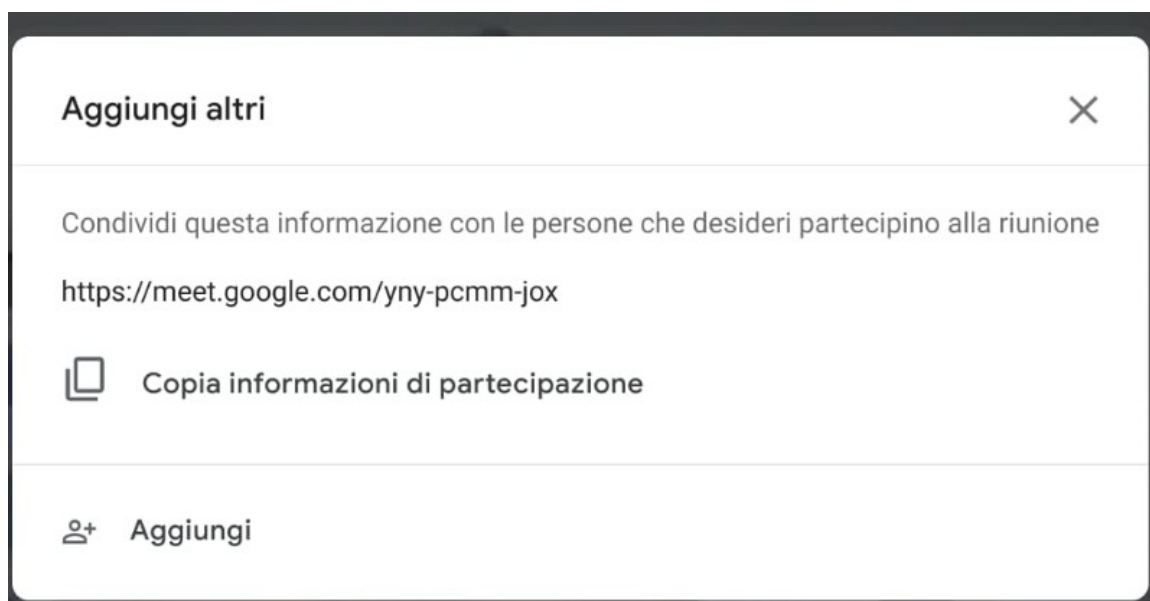 Aggiungi altri
Condividi questa informazione con le persone che desideri partecipino alla riunione
https://meet.google.com/yny-pcmm-jox
Copia informazioni di partecipazione
Aggiungi